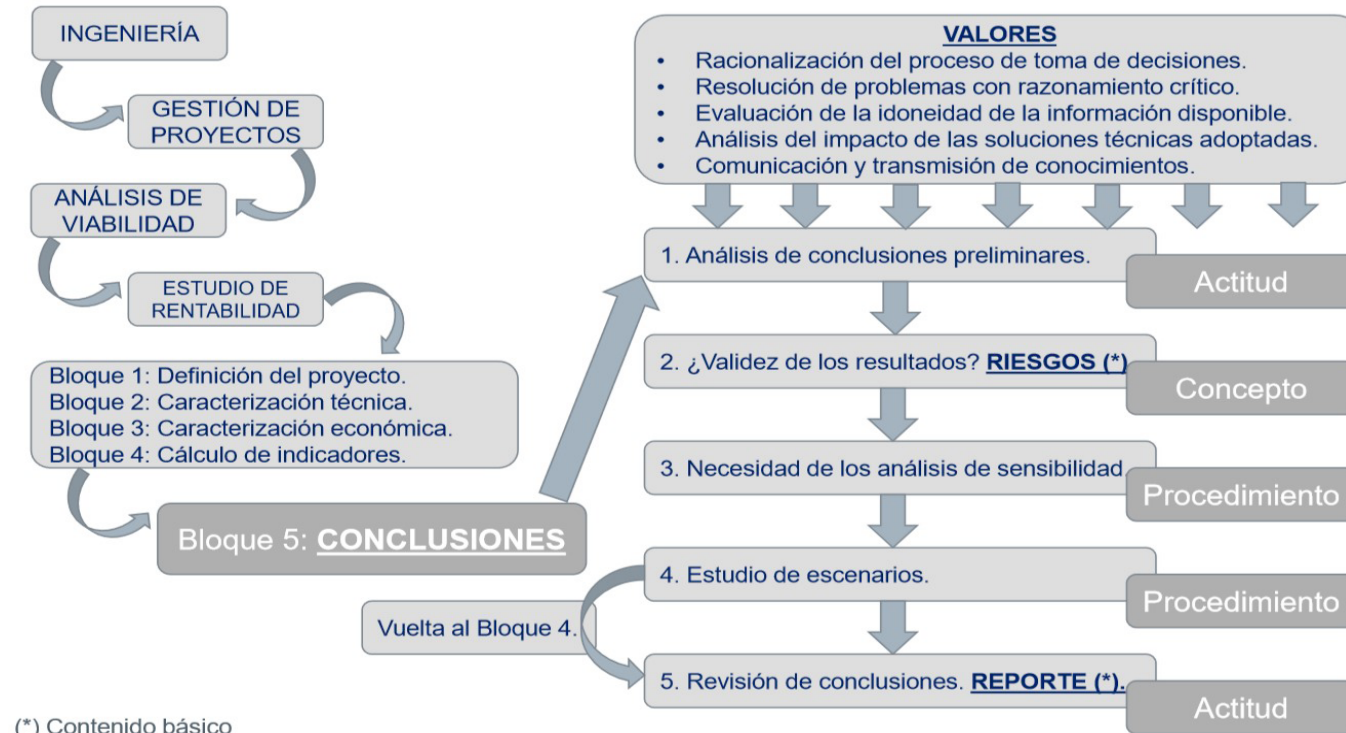 INGENIERÍA
GESTIÓN DE
PROYECTOS
ANÁLISIS DE
VIABILIDAD
ESTUDIO DE
RENTABILIDAD
Bloque 1: Definición del proyecto.
Bloque 2: Caracterización técnica.
Bloque 3: Caracterización económica.
Bloque 4: Cálculo de indicadores.
Bloque 5: CONCLUSIONES
VALORES
• Racionalización del proceso de toma de decisiones.
• Resolución de problemas con razonamiento crítico.
• Evaluación de la idoneidad de la información disponible.
• Análisis del impacto de las soluciones técnicas adoptadas.
• Comunicación y transmisión de conocimientos.
1. Análisis de conclusiones preliminares.
Actitud
2. ¿Validez de los resultados? RIESGOS (*)
Concepto
3. Necesidad de los análisis de sensibilidad.
Procedimiento
4. Estudio de escenarios.
Procedimiento
Vuelta al Bloque 4.
5. Revisión de conclusiones. REPORTE (*).
Actitud
(*) Contenido básico